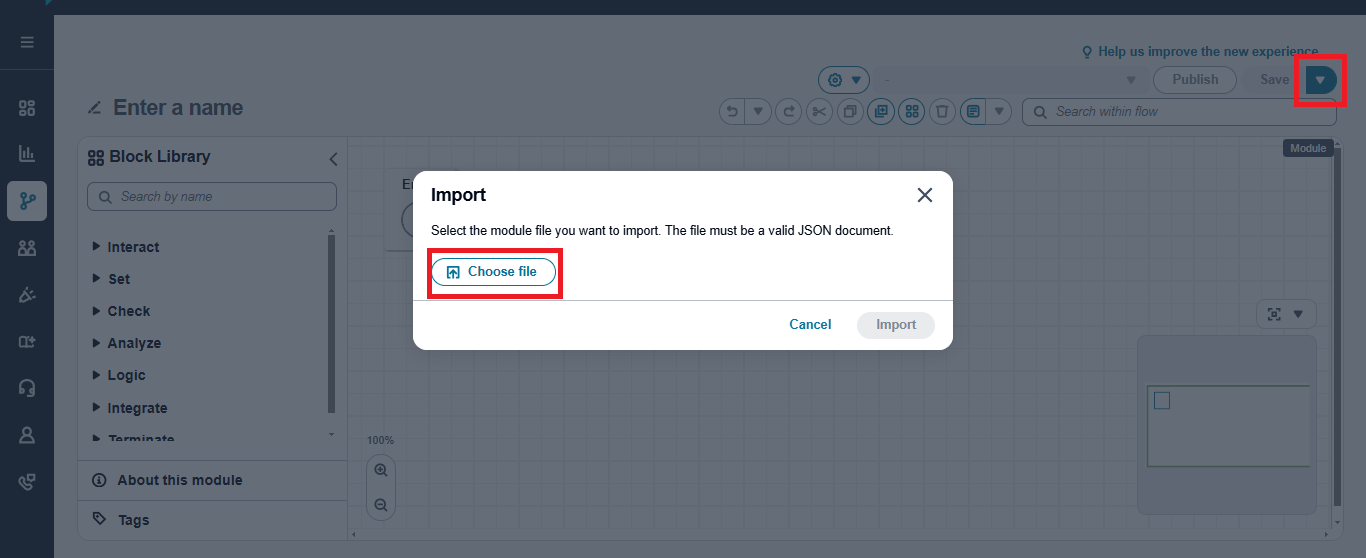 Help us improve the new experience
-
Publish
Save
Enter a name
Search within flow
Block Library
Module
Search by name
Import
Select the module file you want to import. The file must be a valid JSON document.
Choose file
Cancel
Import
Interact
Set
Check
Analyze
Logic
Integrate
Terminate
100%
About this module
Tags